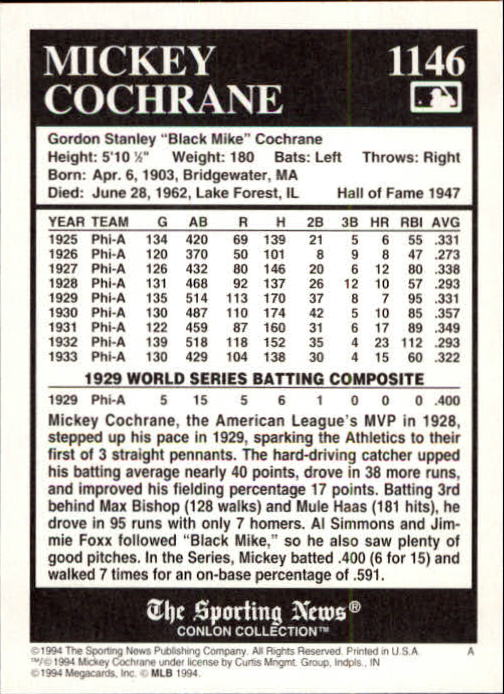 MICKEY 1146
COCHRANE
Gordon Stanley "Black Mike" Cochrane
Height: 5'10 ½" Weight: 180 Bats: Left Throws: Right
Born: Apr. 6, 1903, Bridgewater, MA
Died: June 28, 1962, Lake Forest, IL Hall of Fame 1947
YEAR TEAM G AB R H 2B 3B HR RBI AVG
1925 Phi-A 134 420 69 139 21 5 6 55 .331
1926 Phi-A 120 370 50 101 8 9 8 47 .273
1927 Phi-A 126 432 80 146 20 6 12 80 .338
1928 Phi-A 131 468 92 137 26 12 10 57 .293
1929 Phi-A 135 514 113 170 37 8 7 95 .331
1930 Phi-A 130 487 110 174 42 5 10 85 .357
1931 Phi-A 122 459 87 160 31 6 17 89 .349
1932 Phi-A 139 518 118 152 35 4 23 112 .293
1933 Phi-A 130 429 104 138 30 4 15 60 .322
1929 WORLD SERIES BATTING COMPOSITE
1929 Phi-A 5 15 5 6 1 0 0 0 .400
Mickey Cochrane, the American League's MVP in 1928,
stepped up his pace in 1929, sparking the Athletics to their
first of 3 straight pennants. The hard-driving catcher upped
his batting average nearly 40 points, drove in 38 more runs,
and improved his fielding percentage 17 points. Batting 3rd
behind Max Bishop (128 walks) and Mule Haas (181 hits), he
drove in 95 runs with only 7 homers. Al Simmons and Jim-
mie Foxx followed "Black Mike," so he also saw plenty of
good pitches. In the Series, Mickey batted .400 (6 for 15) and
walked 7 times for an on-base percentage of .591.
The Sporting News®
CONLON COLLECTION™
©1994 The Sporting News Publishing Company. All Rights Reserved. Printed in U.S.A. A
™/© 1994 Mickey Cochrane under license by Curtis Mngmt. Group, Indpls., IN
©1994 Megacards, Inc. © MLB 1994.